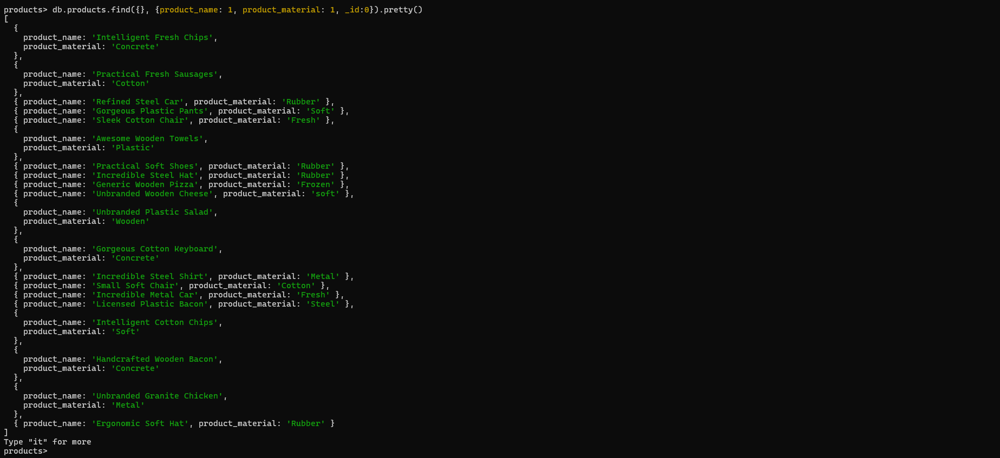 products> db.products.find({}, {product_name: 1, product_material: 1, _id:0}).pretty()
[
  {
    product_name: 'Intelligent Fresh Chips',
    product_material: 'Concrete'
  },
  {
    product_name: 'Practical Fresh Sausages',
    product_material: 'Cotton'
  },
  { product_name: 'Refined Steel Car', product_material: 'Rubber' },
  { product_name: 'Gorgeous Plastic Pants', product_material: 'Soft' },
  { product_name: 'Sleek Cotton Chair', product_material: 'Fresh' },
  {
    product_name: 'Awesome Wooden Towels',
    product_material: 'Plastic'
  },
  { product_name: 'Practical Soft Shoes', product_material: 'Rubber' },
  { product_name: 'Incredible Steel Hat', product_material: 'Rubber' },
  { product_name: 'Generic Wooden Pizza', product_material: 'Frozen' },
  { product_name: 'Unbranded Wooden Cheese', product_material: 'soft' },
  {
    product_name: 'Unbranded Plastic Salad',
    product_material: 'Wooden'
  },
  {
    product_name: 'Gorgeous Cotton Keyboard',
    product_material: 'Concrete'
  },
  { product_name: 'Incredible Steel Shirt', product_material: 'Metal' },
  { product_name: 'Small Soft Chair', product_material: 'Cotton' },
  { product_name: 'Incredible Metal Car', product_material: 'Fresh' },
  { product_name: 'Licensed Plastic Bacon', product_material: 'Steel' },
  {
    product_name: 'Intelligent Cotton Chips',
    product_material: 'Soft'
  },
  {
    product_name: 'Handcrafted Wooden Bacon',
    product_material: 'Concrete'
  },
  {
    product_name: 'Unbranded Granite Chicken',
    product_material: 'Metal'
  },
  { product_name: 'Ergonomic Soft Hat', product_material: 'Rubber' }
]
Type "it" for more
products>